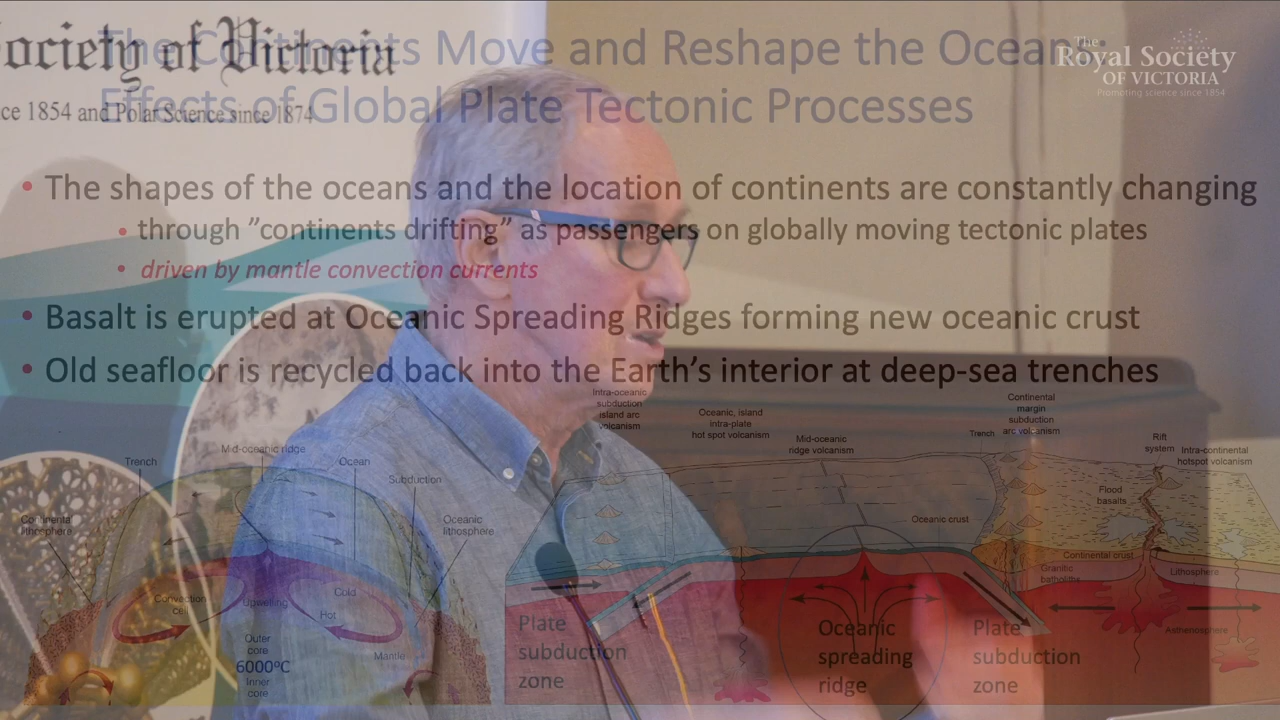 ociety of Victoria
ce 1854 and Polar Science since 1874
The Continents Move and Reshape the Oceans:
Effects of Global Plate Tectonic Processes
The
Royal Society
OF VICTORIA
Promoting science since 1854
• The shapes of the oceans and the location of continents are constantly changing
• through ”continents drifting” as passengers on globally moving tectonic plates
• driven by mantle convection currents
• Basalt is erupted at Oceanic Spreading Ridges forming new oceanic crust
• Old seafloor is recycled back into the Earth’s interior at deep-sea trenches
Trench
Mid-oceanic ridge
Ocean
Subduction
Continental
lithosphere
Oceanic
lithosphere
Convection
cell
Upwelling
Cold
Hot
Mantle
Outer
core
6000ºC
Inner
core
Intra-oceanic
subduction
island arc
volcanism
Oceanic, island
intra-plate
hot spot volcanism
Mid-oceanic
ridge volcanism
Trench
Continental
margin
subduction
arc volcanism
Rift
system
Intra-continental
hotspot volcanism
Flood
basalts
Oceanic crust
Continental crust
Granitic
batholiths
Lithosphere
Asthenosphere
Plate
subduction
zone
Oceanic
spreading
ridge
Plate
subduction
zone